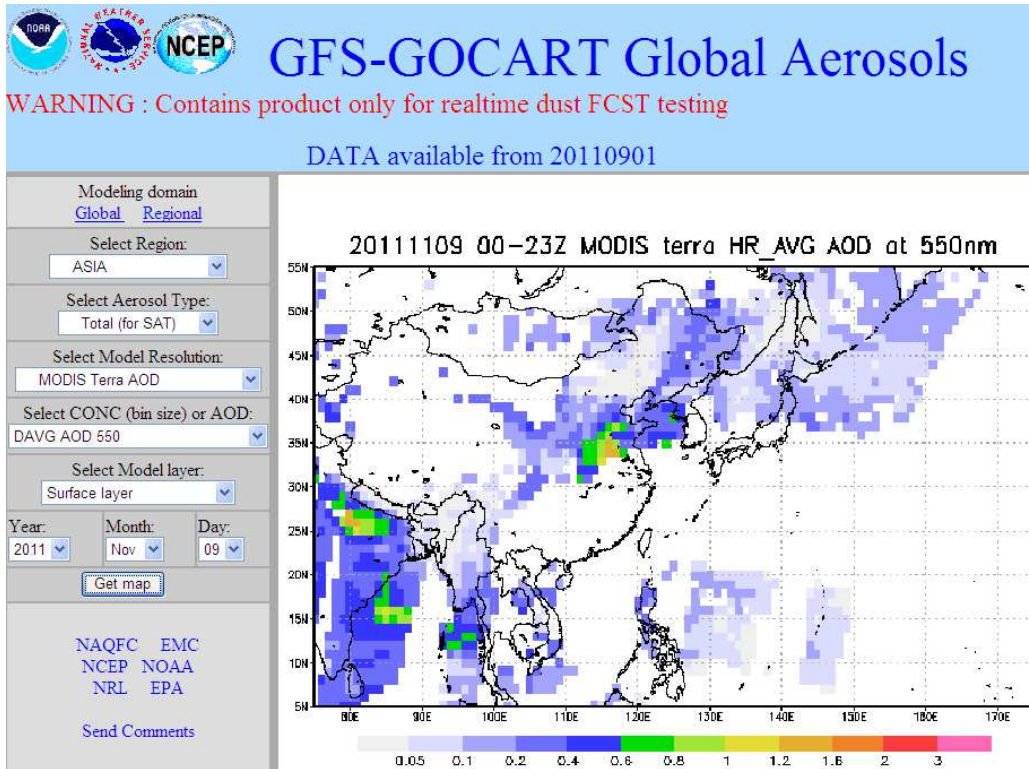 NOAA
NATIONAL WEATHER SERVICE
NCEP
GFS-GOCART Global Aerosols
WARNING : Contains product only for realtime dust FCST testing
DATA available from 20110901
Modeling domain
Global Regional
Select Region:
ASIA
Select Aerosol Type:
Total (for SAT)
Select Model Resolution:
MODIS Terra AOD
Select CONC (bin size) or AOD:
DAVG AOD 550
Select Model layer:
Surface layer
Year: Month: Day:
2011 Nov 09
Get map
NAQFC EMC
NCEP NOAA
NRL EPA
Send Comments
20111109 00-23Z MODIS terra HR_AVG AOD at 550nm
55N
50N
45N
40N
35N
30N
25N
20N
15N
10N
5N
80E 90E 100E 110E 120E 130E 140E 150E 160E 170E
0.05 0.1 0.2 0.4 0.6 0.8 1 1.2 1.6 2 3